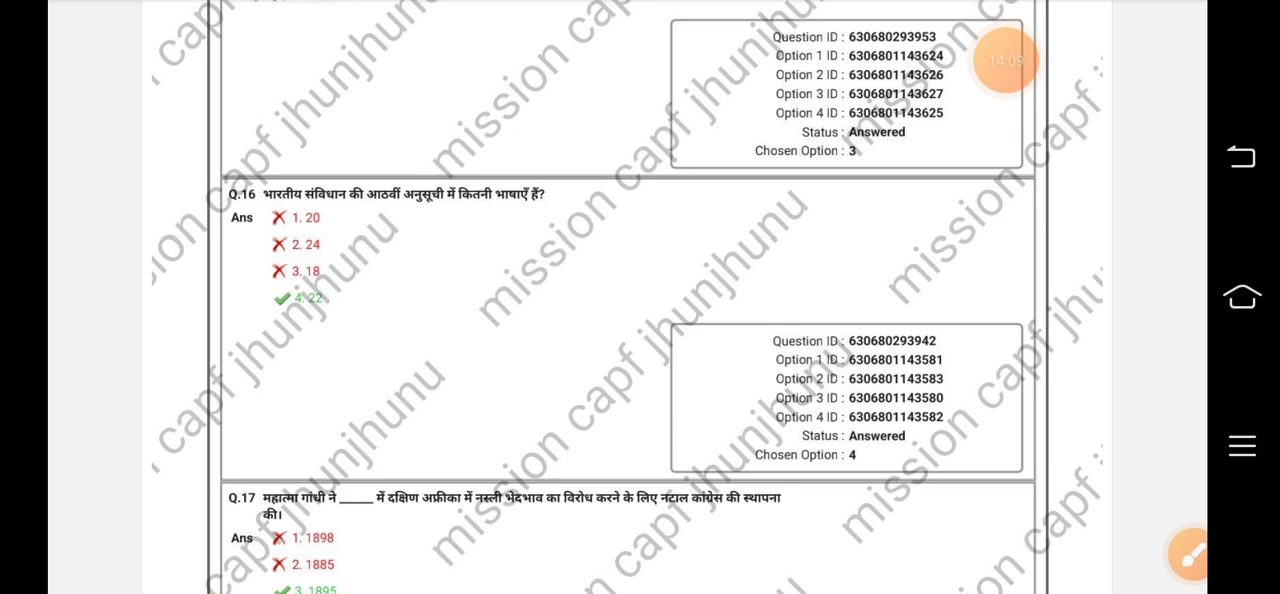 Question ID : 630680293953
Option 1 ID : 6306801143624
14:09
Option 2 ID : 6306801143626
Option 3 ID : 6306801143627
Option 4 ID : 6306801143625
Status : Answered
Chosen Option : 3
Q.16 भारतीय संविधान की आठवीं अनुसूची में कितनी भाषाएँ हैं?
Ans 1. 20
2. 24
3. 18
4. 22
Question ID : 630680293942
Option 1 ID : 6306801143581
Option 2 ID : 6306801143583
Option 3 ID : 6306801143580
Option 4 ID : 6306801143582
Status : Answered
Chosen Option : 4
Q.17 महात्मा गांधी ने ______ में दक्षिण अफ्रीका में नस्ली भेदभाव का विरोध करने के लिए नटाल कांग्रेस की स्थापना
की।
Ans 1. 1898
2. 1885
3. 1895
mission capf jhunjhunu